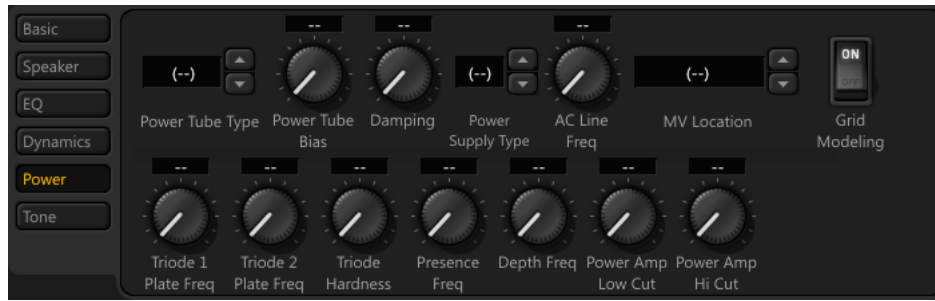 Basic
Speaker
EQ
Dynamics
Power
Tone
-- -- --
(--) (--) (--)
ON
OFF
Power Tube Type Power Tube Bias Damping Power Supply Type AC Line Freq MV Location Grid Modeling
-- -- -- -- -- -- --
Triode 1 Triode 2 Triode Presence Depth Freq Power Amp Power Amp
Plate Freq Plate Freq Hardness Freq Low Cut Hi Cut